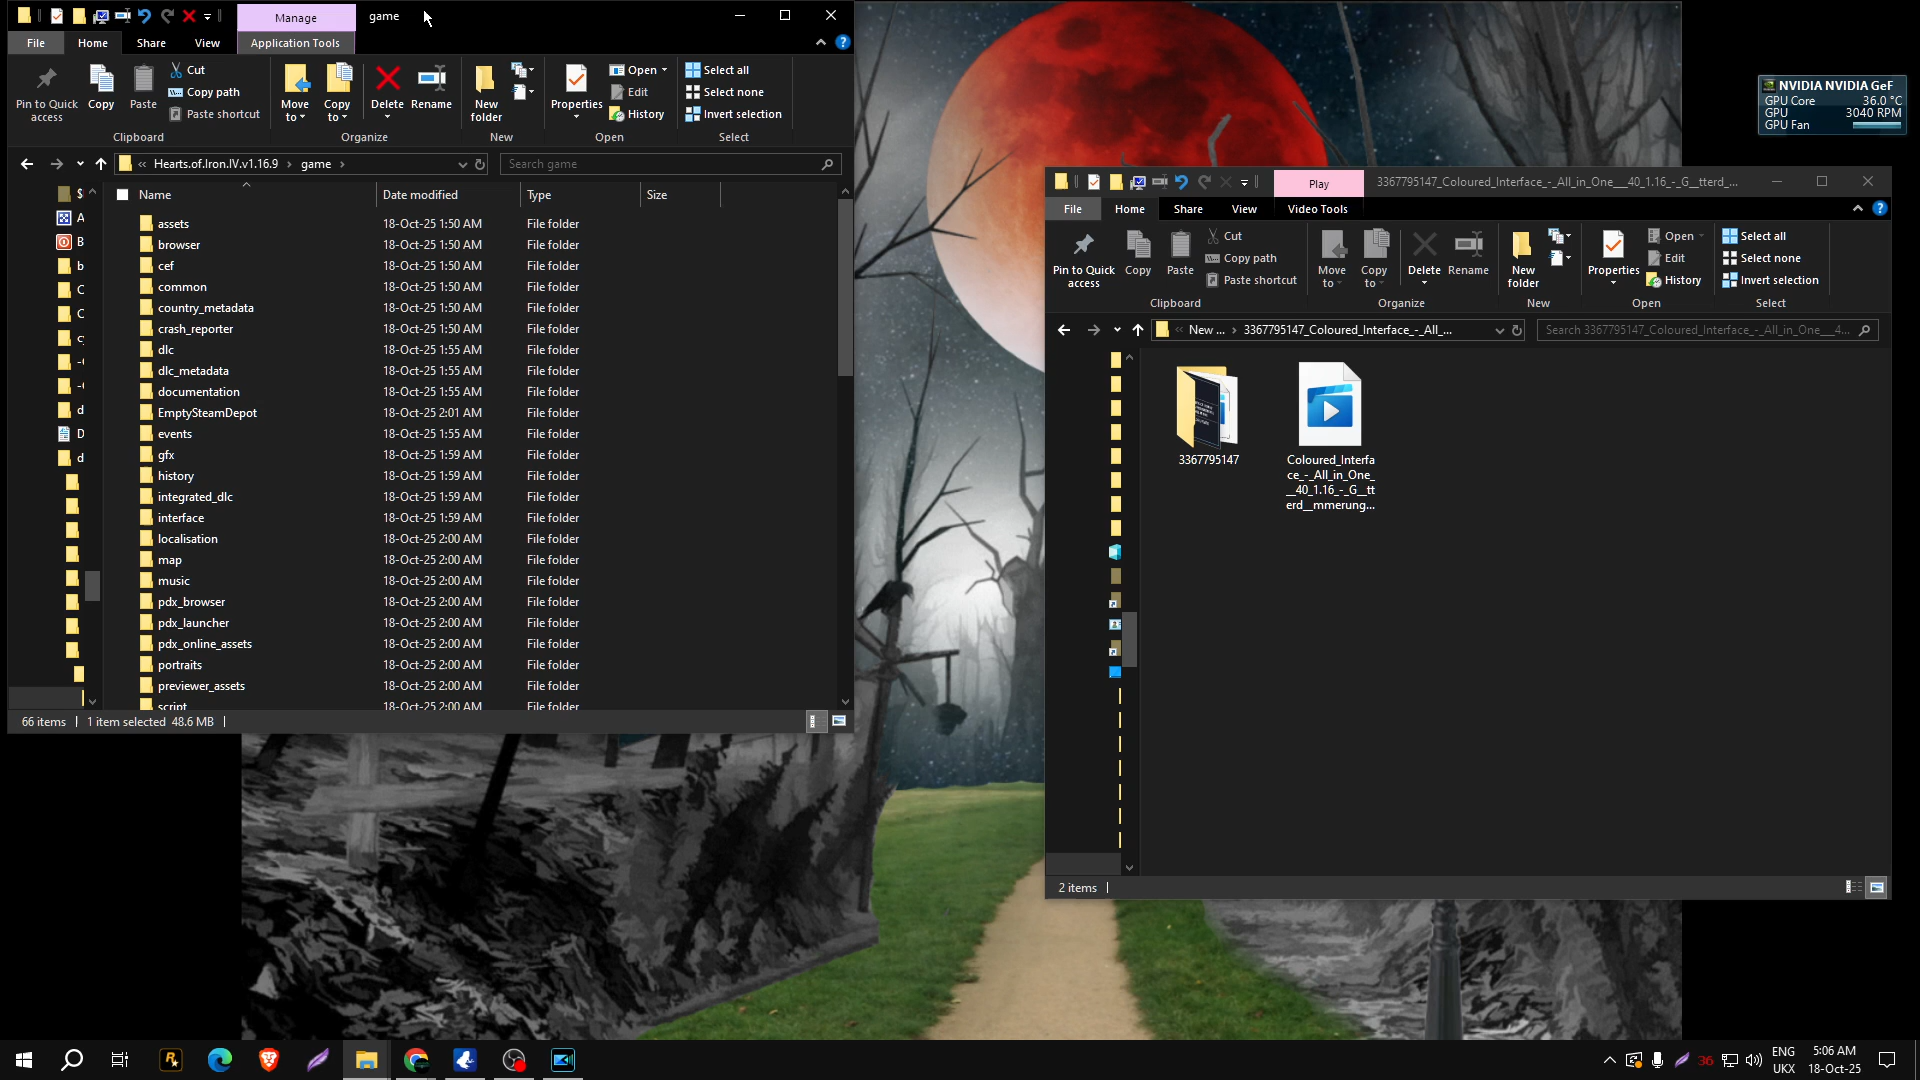 Manage
game
File
Home
Share
View
Application Tools
Pin to Quick access
Copy
Paste
Cut
Copy path
Paste shortcut
Move to
Copy to
Delete
Rename
New folder
Properties
Open
Edit
History
Select all
Select none
Invert selection
Clipboard
Organize
New
Open
Select
« Hearts.of.Iron.IV.v1.16.9 › game ›
Search game
Name
Date modified
Type
Size
assets 18-Oct-25 1:50 AM File folder
browser 18-Oct-25 1:50 AM File folder
cef 18-Oct-25 1:50 AM File folder
common 18-Oct-25 1:50 AM File folder
country_metadata 18-Oct-25 1:50 AM File folder
crash_reporter 18-Oct-25 1:50 AM File folder
dlc 18-Oct-25 1:55 AM File folder
dlc_metadata 18-Oct-25 1:55 AM File folder
documentation 18-Oct-25 1:55 AM File folder
EmptySteamDepot 18-Oct-25 2:01 AM File folder
events 18-Oct-25 1:55 AM File folder
gfx 18-Oct-25 1:59 AM File folder
history 18-Oct-25 1:59 AM File folder
integrated_dlc 18-Oct-25 1:59 AM File folder
interface 18-Oct-25 1:59 AM File folder
localisation 18-Oct-25 2:00 AM File folder
map 18-Oct-25 2:00 AM File folder
music 18-Oct-25 2:00 AM File folder
pdx_browser 18-Oct-25 2:00 AM File folder
pdx_launcher 18-Oct-25 2:00 AM File folder
pdx_online_assets 18-Oct-25 2:00 AM File folder
portraits 18-Oct-25 2:00 AM File folder
previewer_assets 18-Oct-25 2:00 AM File folder
script 18-Oct-25 2:00 AM File folder
66 items
1 item selected 48.6 MB
NVIDIA NVIDIA GeF
GPU Core 36.0 °C
GPU 3040 RPM
GPU Fan
Play
3367795147_Coloured_Interface_-_All_in_One___40_1.16_-_G__tterd_...
File
Home
Share
View
Video Tools
Pin to Quick access
Copy
Paste
Cut
Copy path
Paste shortcut
Move to
Copy to
Delete
Rename
New folder
Properties
Open
Edit
History
Select all
Select none
Invert selection
Clipboard
Organize
New
Open
Select
« New ... › 3367795147_Coloured_Interface_-_All_...
Search 3367795147_Coloured_Interface_-_All_in_One___4...
3367795147
Coloured_Interfa
ce_-_All_in_One_
__40_1.16_-_G__tt
erd__mmerung...
2 items
36
ENG
UKX
5:06 AM
18-Oct-25